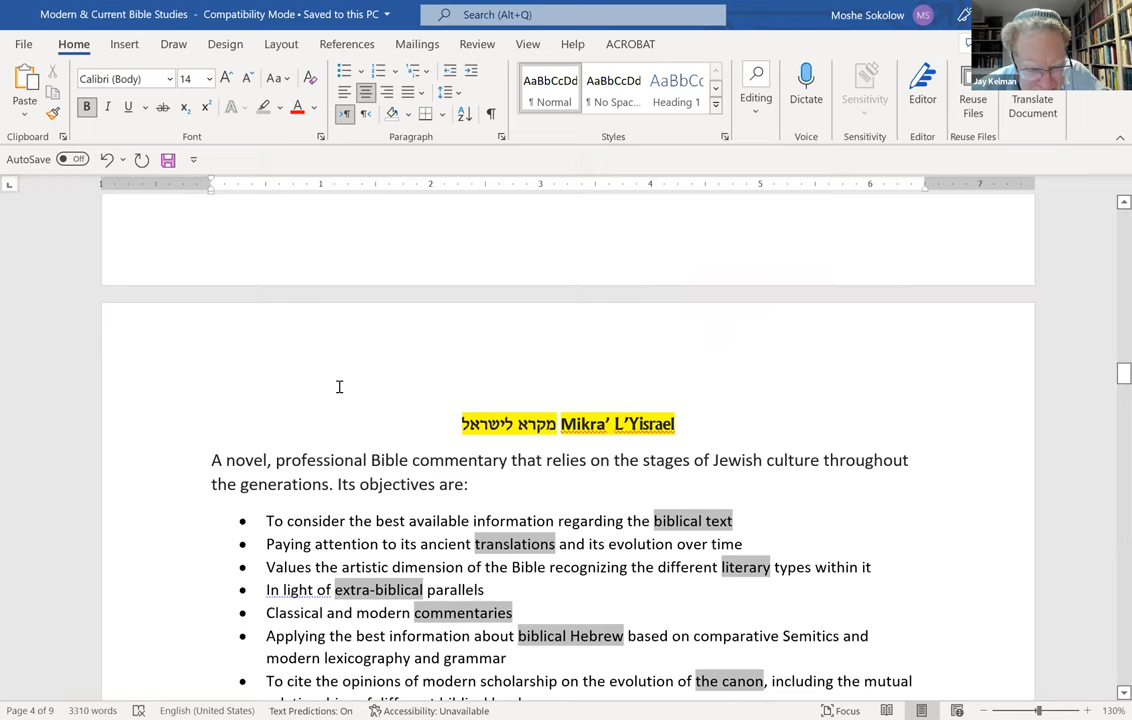 Modern & Current Bible Studies - Compatibility Mode • Saved to this PC
Search (Alt+Q)
Moshe Sokolow MS
File Home Insert Draw Design Layout References Mailings Review View Help ACROBAT
Jay Kelman
Calibri (Body) 14
Paste
AaBbCcDd AaBbCcDd AaBbCc
¶ Normal ¶ No Spac... Heading 1
Editing Dictate Sensitivity Editor Reuse Files Translate Document
Clipboard Font Paragraph Styles Voice Sensitivity Editor Reuse Files
AutoSave Off
1 1 2 3 4 5 6 7
מקרא לישראל Mikra’ L’Yisrael
A novel, professional Bible commentary that relies on the stages of Jewish culture throughout
the generations. Its objectives are:
• To consider the best available information regarding the biblical text
• Paying attention to its ancient translations and its evolution over time
• Values the artistic dimension of the Bible recognizing the different literary types within it
• In light of extra-biblical parallels
• Classical and modern commentaries
• Applying the best information about biblical Hebrew based on comparative Semitics and
modern lexicography and grammar
• To cite the opinions of modern scholarship on the evolution of the canon, including the mutual
Page 4 of 9 3310 words English (United States) Text Predictions: On Accessibility: Unavailable Focus 130%